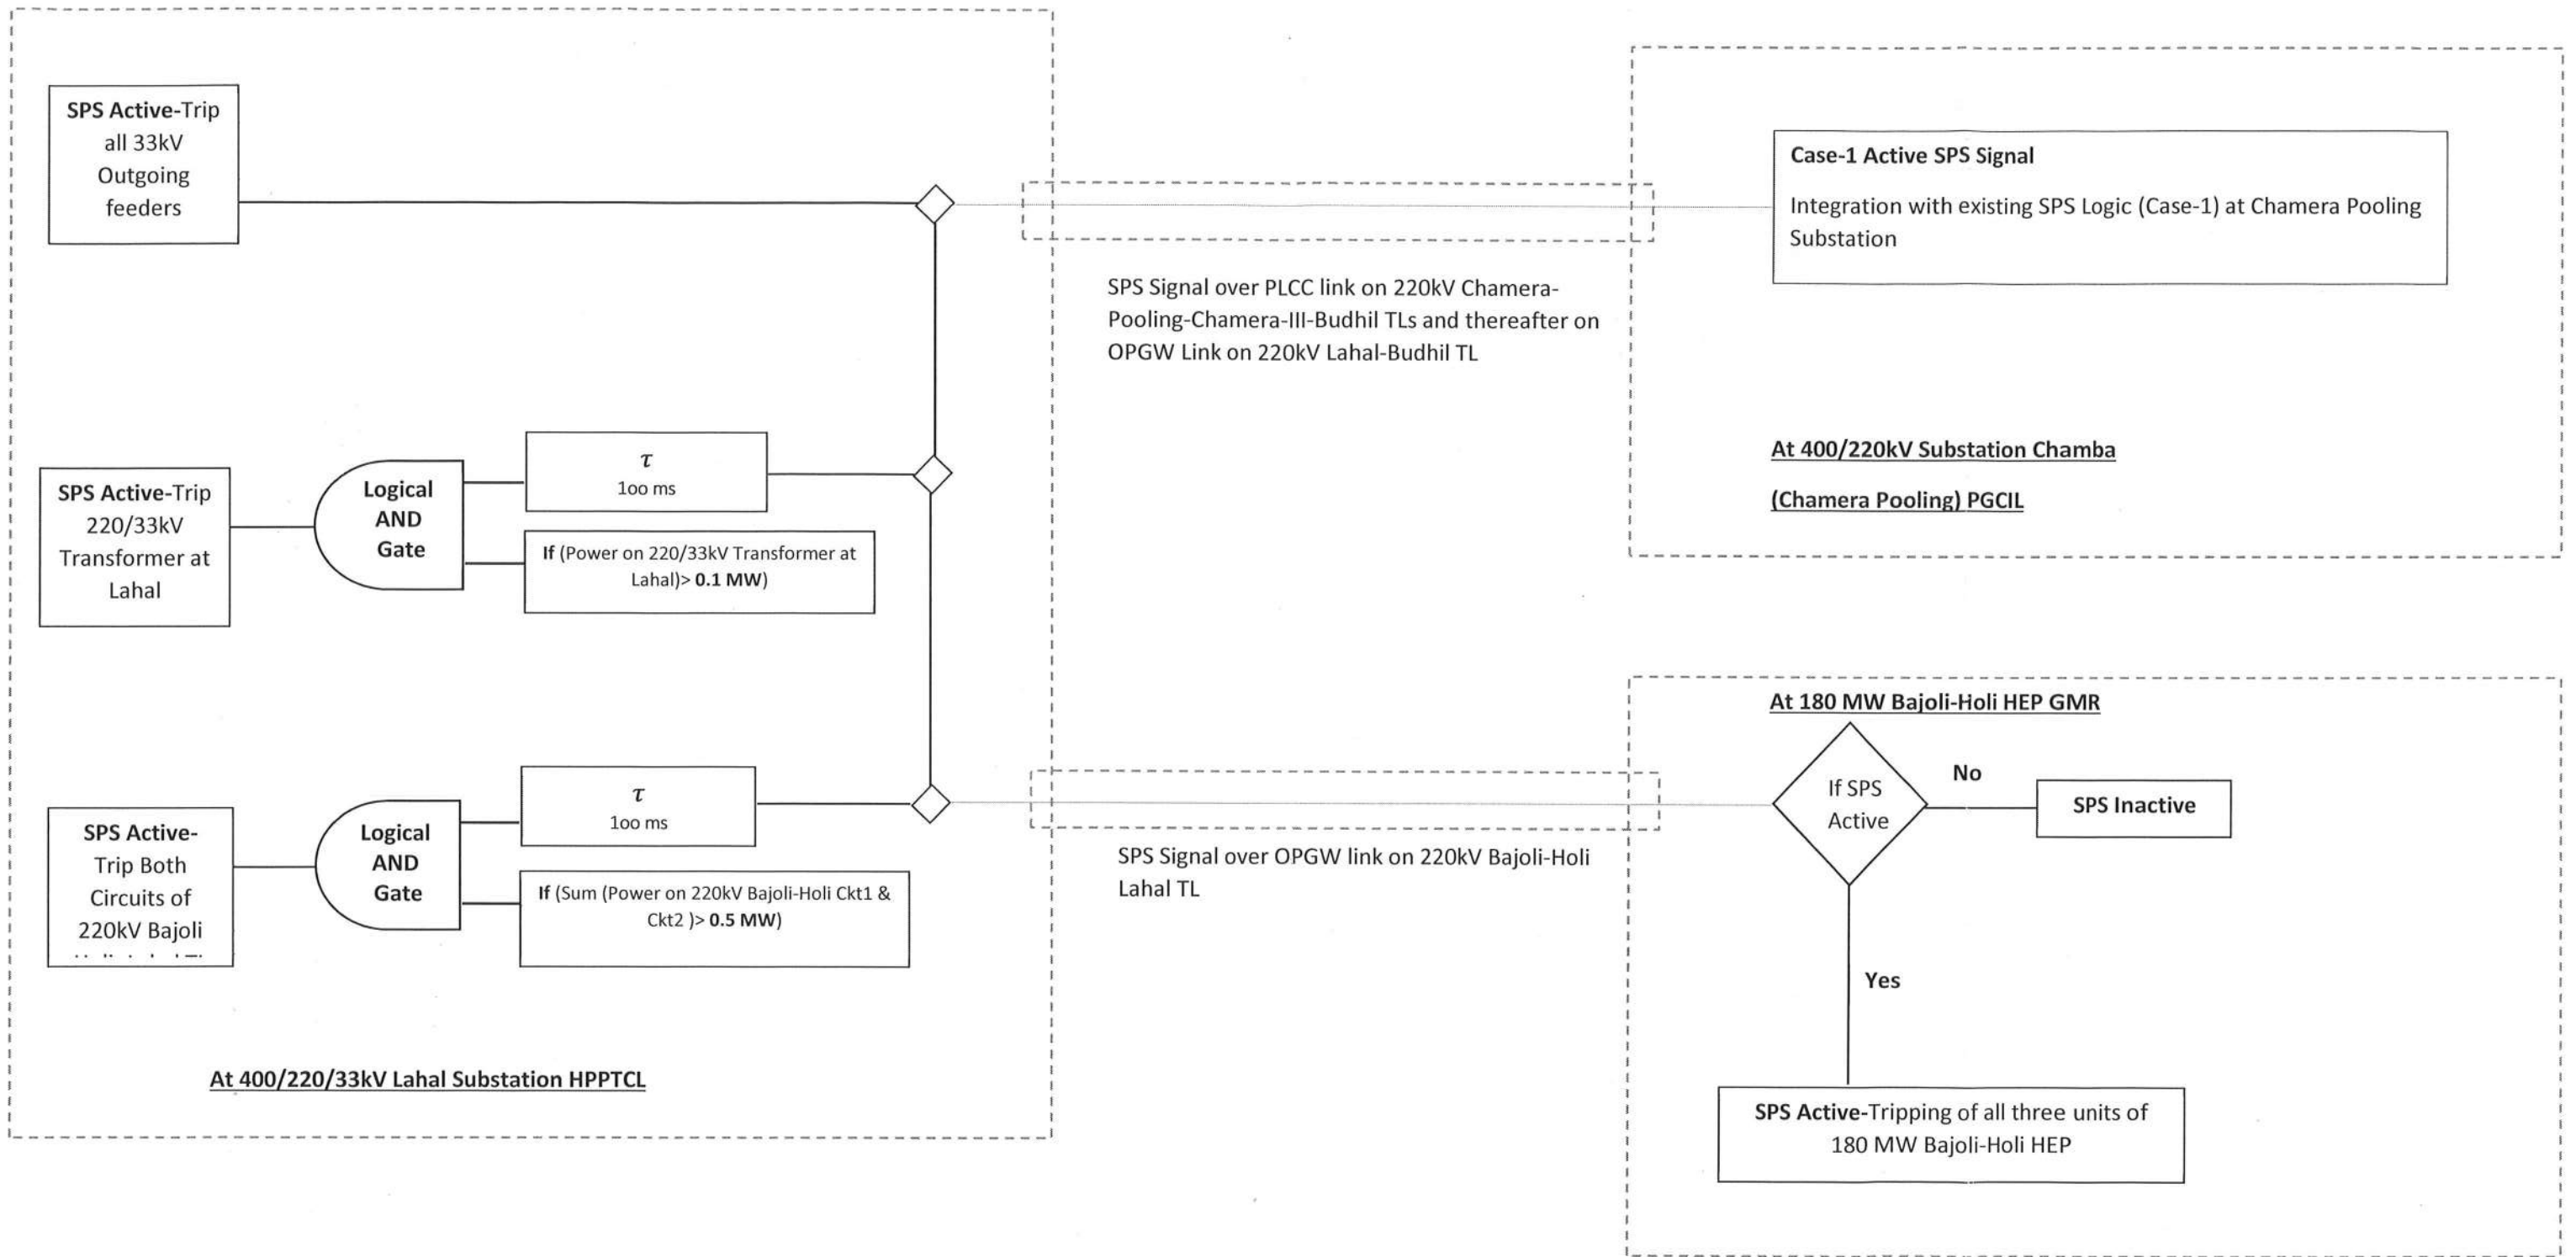 SPS Active-Trip
all 33kV
Outgoing
feeders
SPS Signal over PLCC link on 220kV Chamera-
Pooling-Chamera-III-Budhil TLs and thereafter on
OPGW Link on 220kV Lahal-Budhil TL
Case-1 Active SPS Signal
Integration with existing SPS Logic (Case-1) at Chamera Pooling
Substation
At 400/220kV Substation Chamba
(Chamera Pooling) PGCIL
SPS Active-Trip
220/33kV
Transformer at
Lahal
Logical
AND
Gate
τ
1oo ms
If (Power on 220/33kV Transformer at
Lahal)> 0.1 MW)
SPS Active-
Trip Both
Circuits of
220kV Bajoli
Logical
AND
Gate
τ
1oo ms
If (Sum (Power on 220kV Bajoli-Holi Ckt1 &
Ckt2 )> 0.5 MW)
At 400/220/33kV Lahal Substation HPPTCL
SPS Signal over OPGW link on 220kV Bajoli-Holi
Lahal TL
At 180 MW Bajoli-Holi HEP GMR
If SPS
Active
No
SPS Inactive
Yes
SPS Active-Tripping of all three units of
180 MW Bajoli-Holi HEP